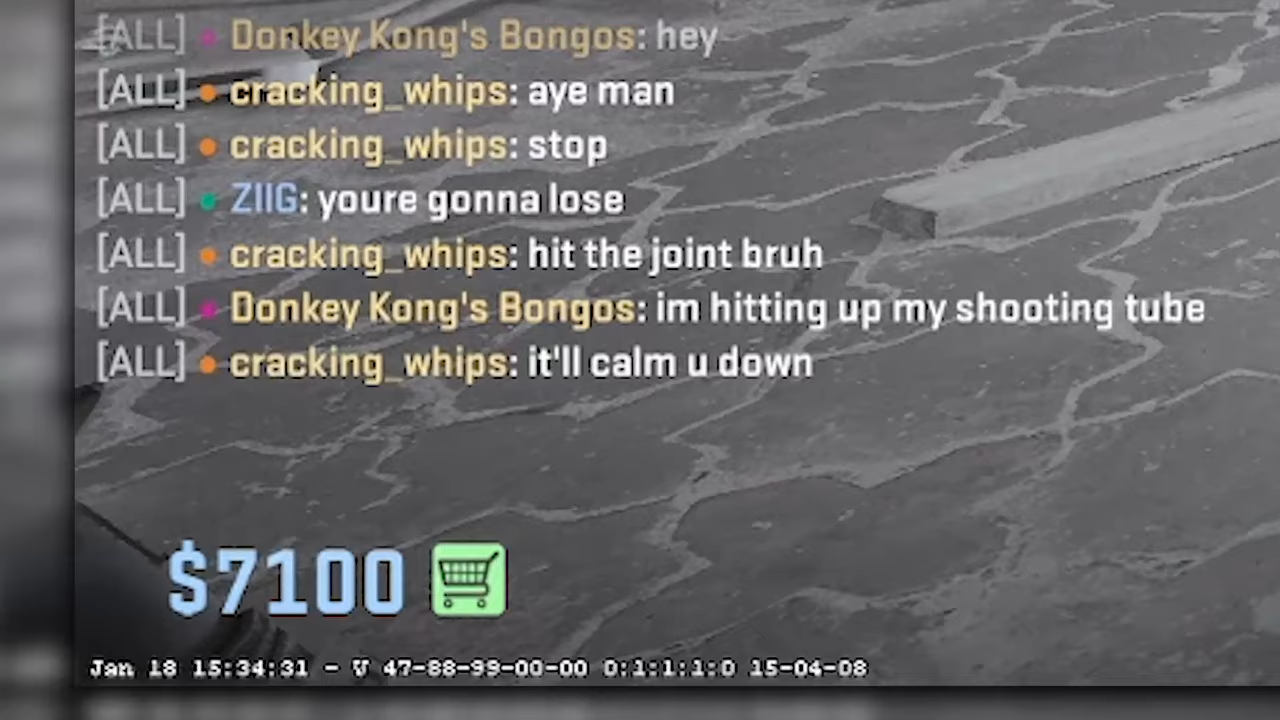 [ALL] Donkey Kong's Bongos: hey
[ALL] cracking_whips: aye man
[ALL] cracking_whips: stop
[ALL] ZIIG: youre gonna lose
[ALL] cracking_whips: hit the joint bruh
[ALL] Donkey Kong's Bongos: im hitting up my shooting tube
[ALL] cracking_whips: it'll calm u down
$7100
Jan 18 15:34:31 - V 47-88-99-00-00 0:1:1:1:0 15-04-08